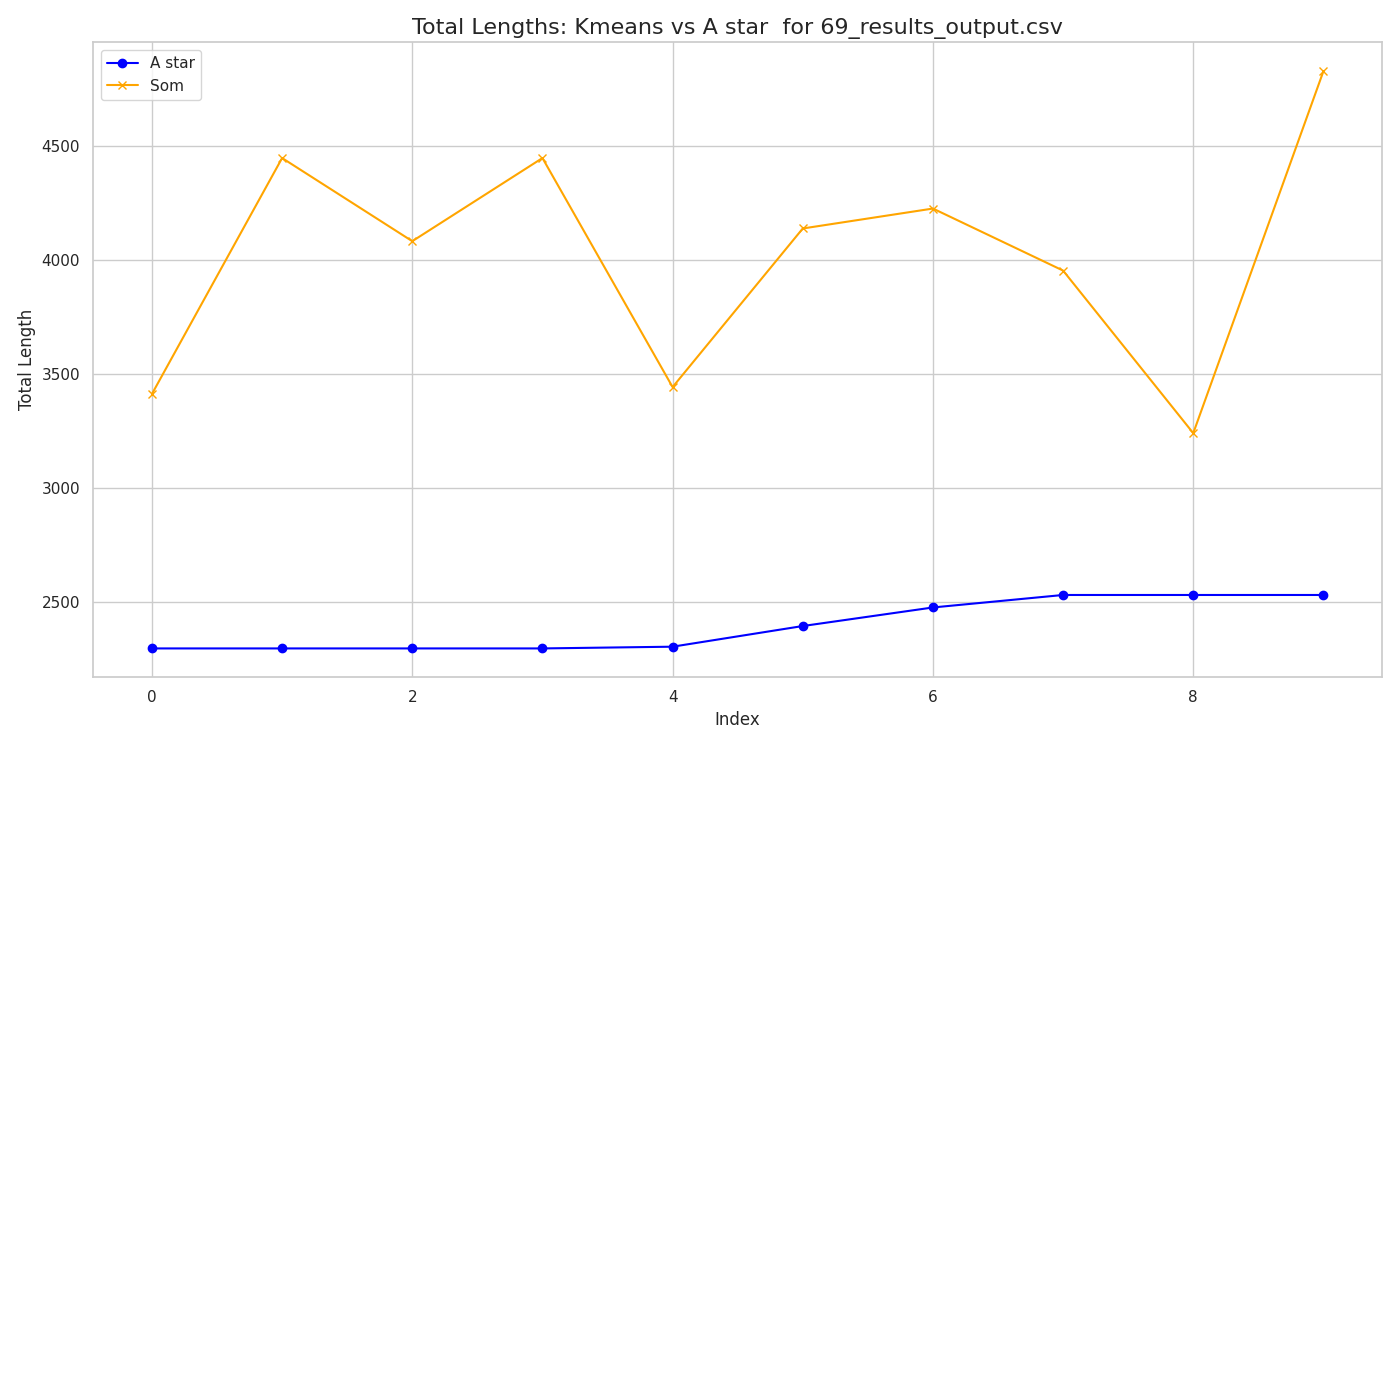 Total Lengths: Kmeans vs A star  for 69_results_output.csv
A star
Som
4500
4000
3500
3000
2500
Total Length
0 2 4 6 8
Index